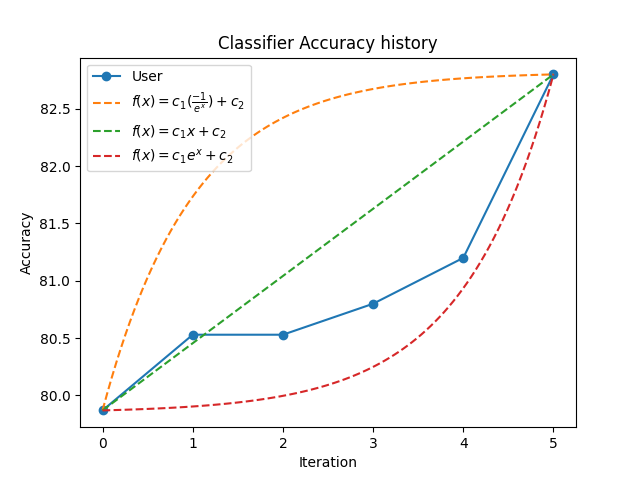 Classifier Accuracy history
User
f(x) = c₁(−1/eˣ) + c₂
f(x) = c₁x + c₂
f(x) = c₁eˣ + c₂
82.5
82.0
81.5
81.0
80.5
80.0
Accuracy
0 1 2 3 4 5
Iteration